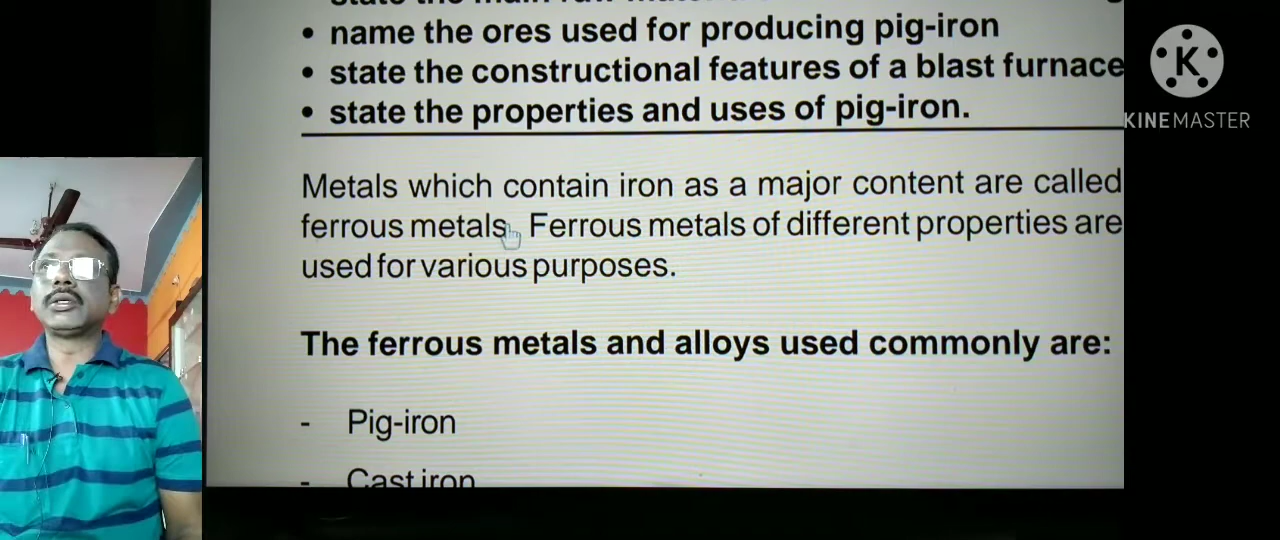 • name the ores used for producing pig-iron
• state the constructional features of a blast furnace
• state the properties and uses of pig-iron.
Metals which contain iron as a major content are called
ferrous metals. Ferrous metals of different properties are
used for various purposes.
The ferrous metals and alloys used commonly are:
- Pig-iron
- Cast iron
K
KINEMASTER